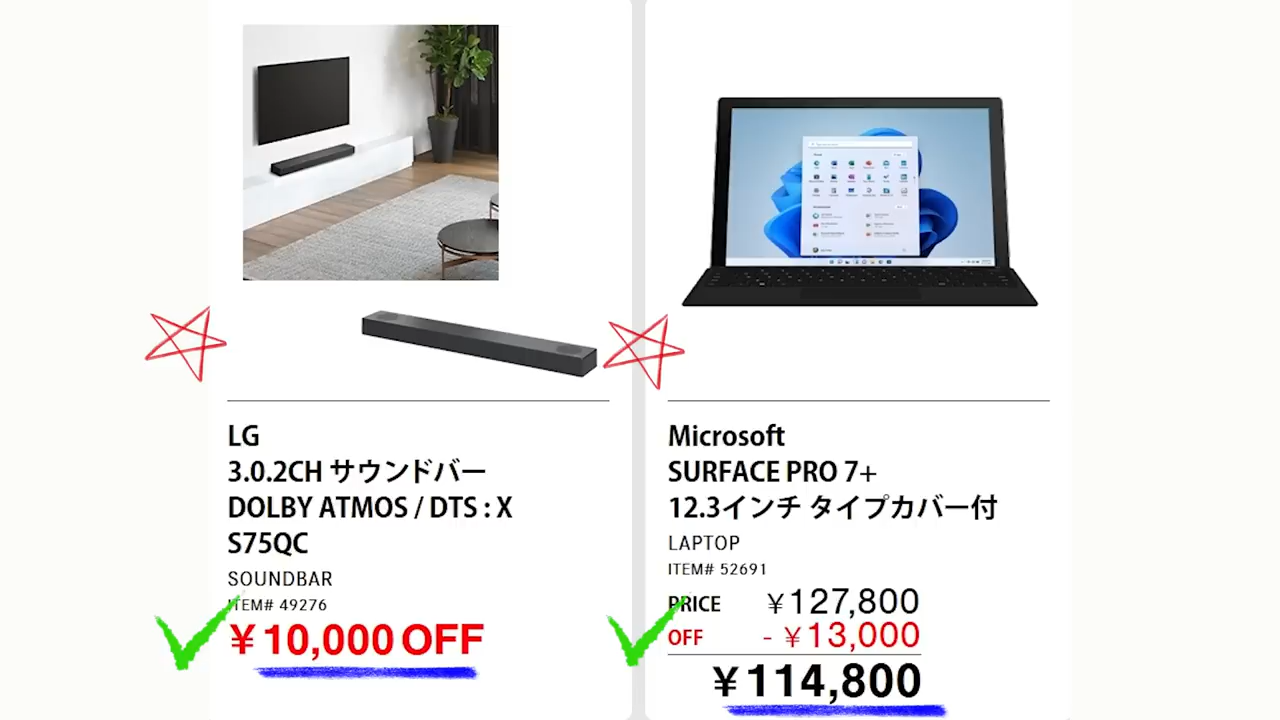 LG
3.0.2CH サウンドバー
DOLBY ATMOS / DTS : X
S75QC
SOUNDBAR
ITEM# 49276
￥10,000 OFF
Microsoft
SURFACE PRO 7+
12.3インチ タイプカバー付
LAPTOP
ITEM# 52691
PRICE ￥127,800
OFF - ￥13,000
￥114,800